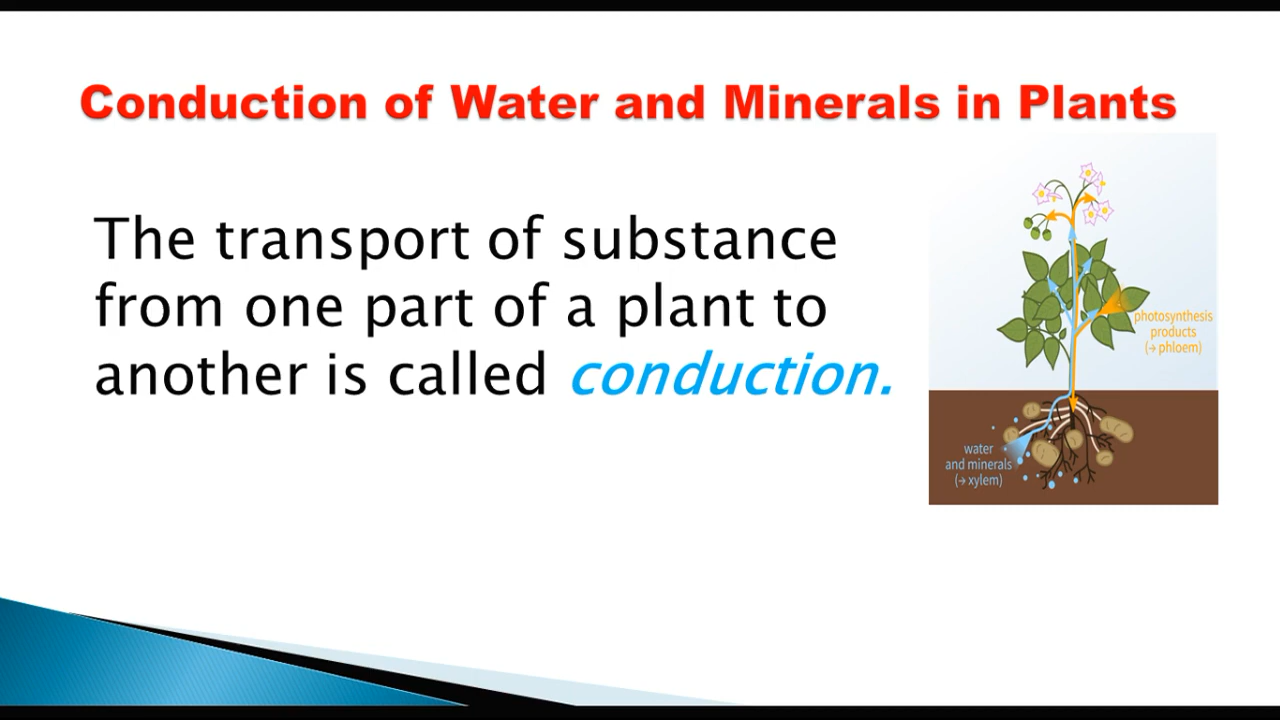 Conduction of Water and Minerals in Plants
The transport of substance
from one part of a plant to
another is called conduction.
photosynthesis
products
(→ phloem)
water
and minerals
(→ xylem)